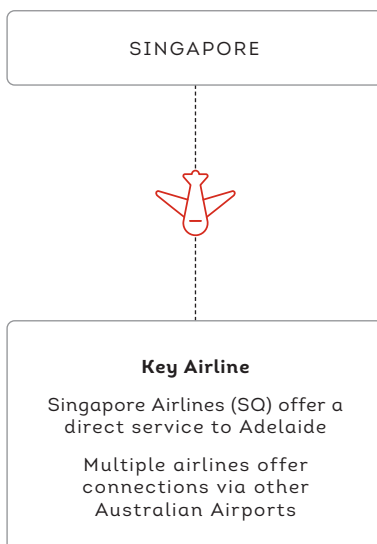 SINGAPORE
Key Airline
Singapore Airlines (SQ) offer a
direct service to Adelaide
Multiple airlines offer
connections via other
Australian Airports